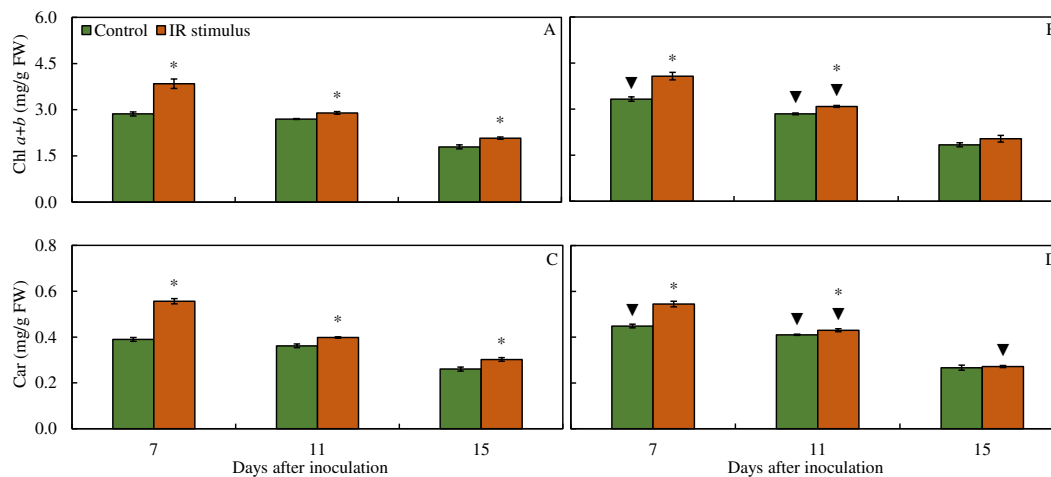 6.0
Control IR stimulus
A
4.5
*
3.0
*
*
1.5
0.0
Chl a+b (mg/g FW)
*
*
0.8
C
0.6
*
0.4
*
*
0.2
0.0
Car (mg/g FW)
7 11 15
Days after inoculation
D
*
*
7 11 15
Days after inoculation